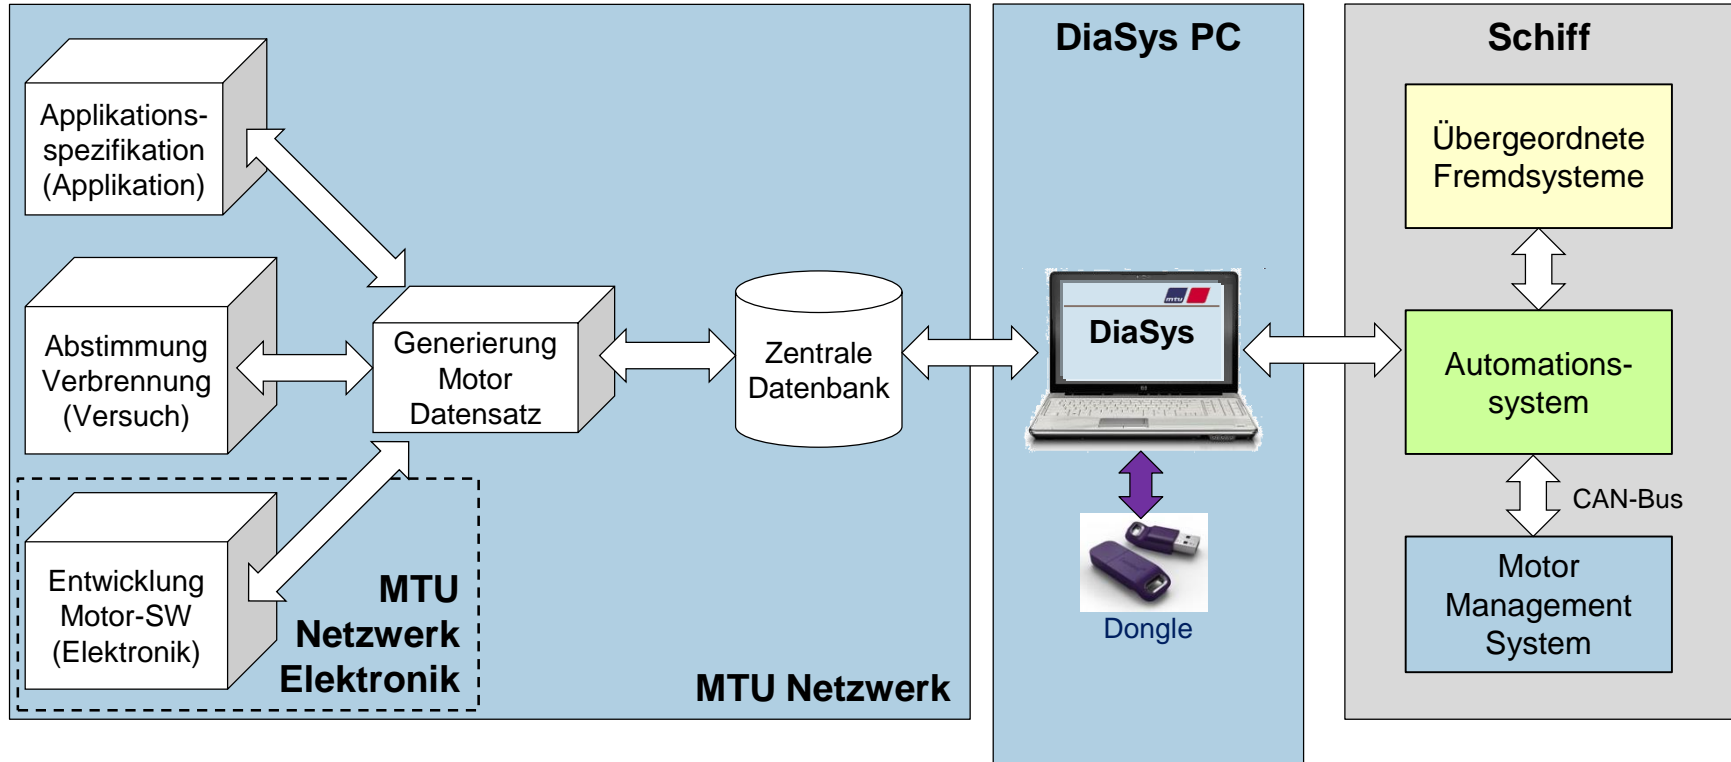 Applikations-
spezifikation
(Applikation)
Abstimmung
Verbrennung
(Versuch)
Entwicklung
Motor-SW
(Elektronik)
MTU
Netzwerk
Elektronik
Generierung
Motor
Datensatz
Zentrale
Datenbank
MTU Netzwerk
DiaSys PC
mtu
DiaSys
Dongle
Schiff
Übergeordnete
Fremdsysteme
Automations-
system
CAN-Bus
Motor
Management
System